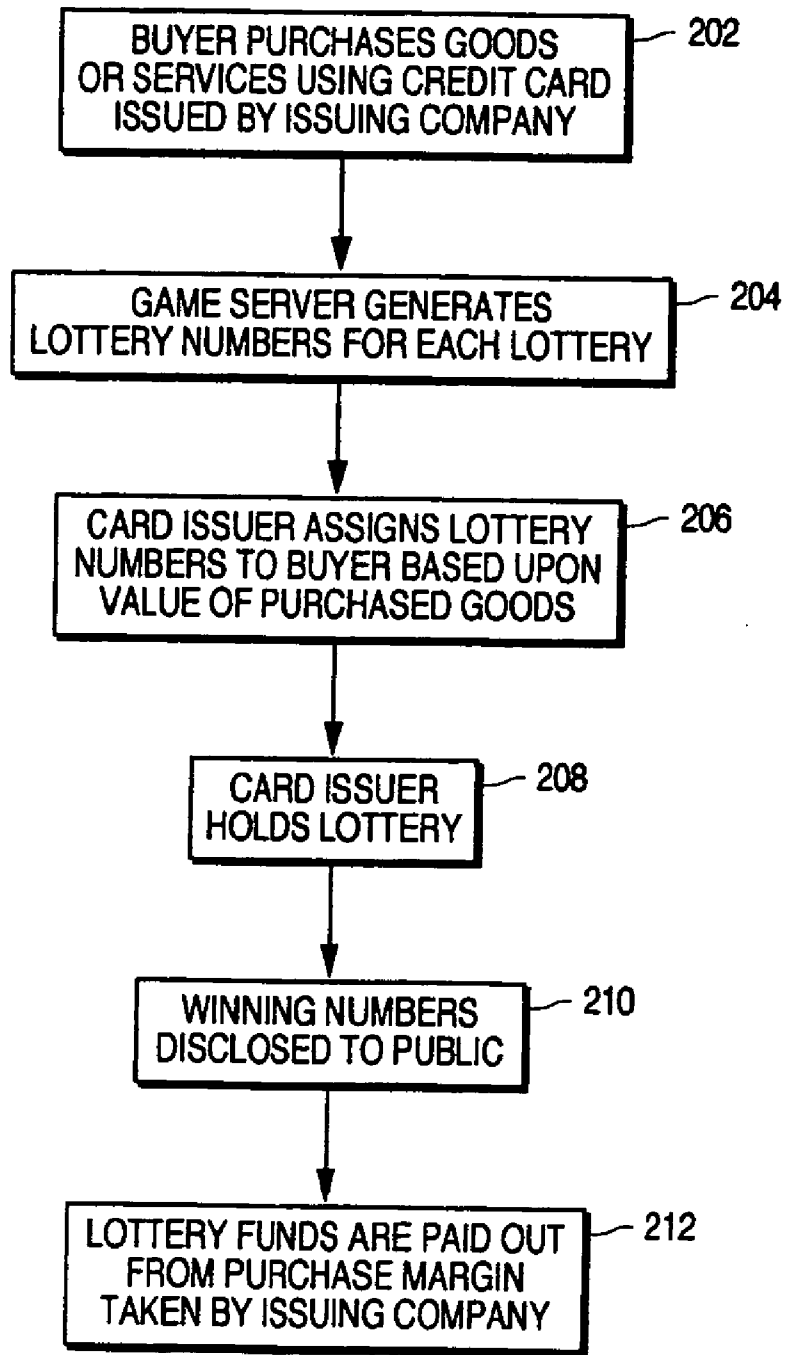 BUYER PURCHASES GOODS
OR SERVICES USING CREDIT CARD
ISSUED BY ISSUING COMPANY
202
GAME SERVER GENERATES
LOTTERY NUMBERS FOR EACH LOTTERY
204
CARD ISSUER ASSIGNS LOTTERY
NUMBERS TO BUYER BASED UPON
VALUE OF PURCHASED GOODS
206
CARD ISSUER
HOLDS LOTTERY
208
WINNING NUMBERS
DISCLOSED TO PUBLIC
210
LOTTERY FUNDS ARE PAID OUT
FROM PURCHASE MARGIN
TAKEN BY ISSUING COMPANY
212